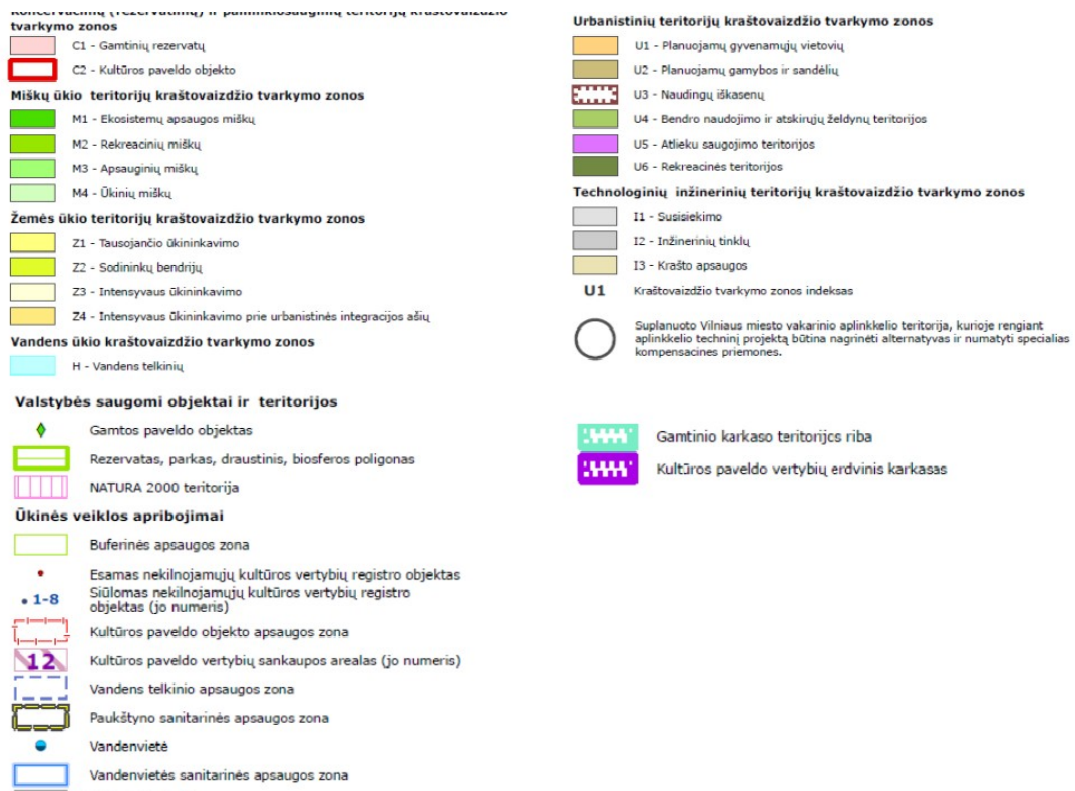 Konservacinių (rezervatinių) ir paminklosauginių teritorijų kraštovaizdžio
tvarkymo zonos
C1 - Gamtinių rezervatų
C2 - Kultūros paveldo objekto
Miškų ūkio teritorijų kraštovaizdžio tvarkymo zonos
M1 - Ekosistemų apsaugos miškų
M2 - Rekreacinių miškų
M3 - Apsauginių miškų
M4 - Ūkinių miškų
Žemės ūkio teritorijų kraštovaizdžio tvarkymo zonos
Z1 - Tausojančio ūkininkavimo
Z2 - Sodininkų bendrijų
Z3 - Intensyvaus ūkininkavimo
Z4 - Intensyvaus ūkininkavimo prie urbanistinės integracijos ašių
Vandens ūkio kraštovaizdžio tvarkymo zonos
H - Vandens telkinių
Valstybės saugomi objektai ir teritorijos
Gamtos paveldo objektas
Rezervatas, parkas, draustinis, biosferos poligonas
NATURA 2000 teritorija
Ūkinės veiklos apribojimai
Buferinės apsaugos zona
Esamas nekilnojamųjų kultūros vertybių registro objektas
1-8 Siūlomas nekilnojamųjų kultūros vertybių registro
objektas (jo numeris)
Kultūros paveldo objekto apsaugos zona
12 Kultūros paveldo vertybių sankaupos arealas (jo numeris)
Vandens telkinio apsaugos zona
Paukštyno sanitarinės apsaugos zona
Vandenvietė
Vandenvietės sanitarinės apsaugos zona
Urbanistinių teritorijų kraštovaizdžio tvarkymo zonos
U1 - Planuojamų gyvenamųjų vietovių
U2 - Planuojamų gamybos ir sandėlių
U3 - Naudingų iškasenų
U4 - Bendro naudojimo ir atskirųjų želdynų teritorijos
U5 - Atlieku saugojimo teritorijos
U6 - Rekreacinės teritorijos
Technologinių inžinerinių teritorijų kraštovaizdžio tvarkymo zonos
I1 - Susisiekimo
I2 - Inžinerinių tinklų
I3 - Krašto apsaugos
U1 Kraštovaizdžio tvarkymo zonos indeksas
Suplanuoto Vilniaus miesto vakarinio aplinkkelio teritorija, kurioje rengiant
aplinkkelio techninį projektą būtina nagrinėti alternatyvas ir numatyti specialias
kompensacines priemones.
Gamtinio karkaso teritorijos riba
Kultūros paveldo vertybių erdvinis karkasas